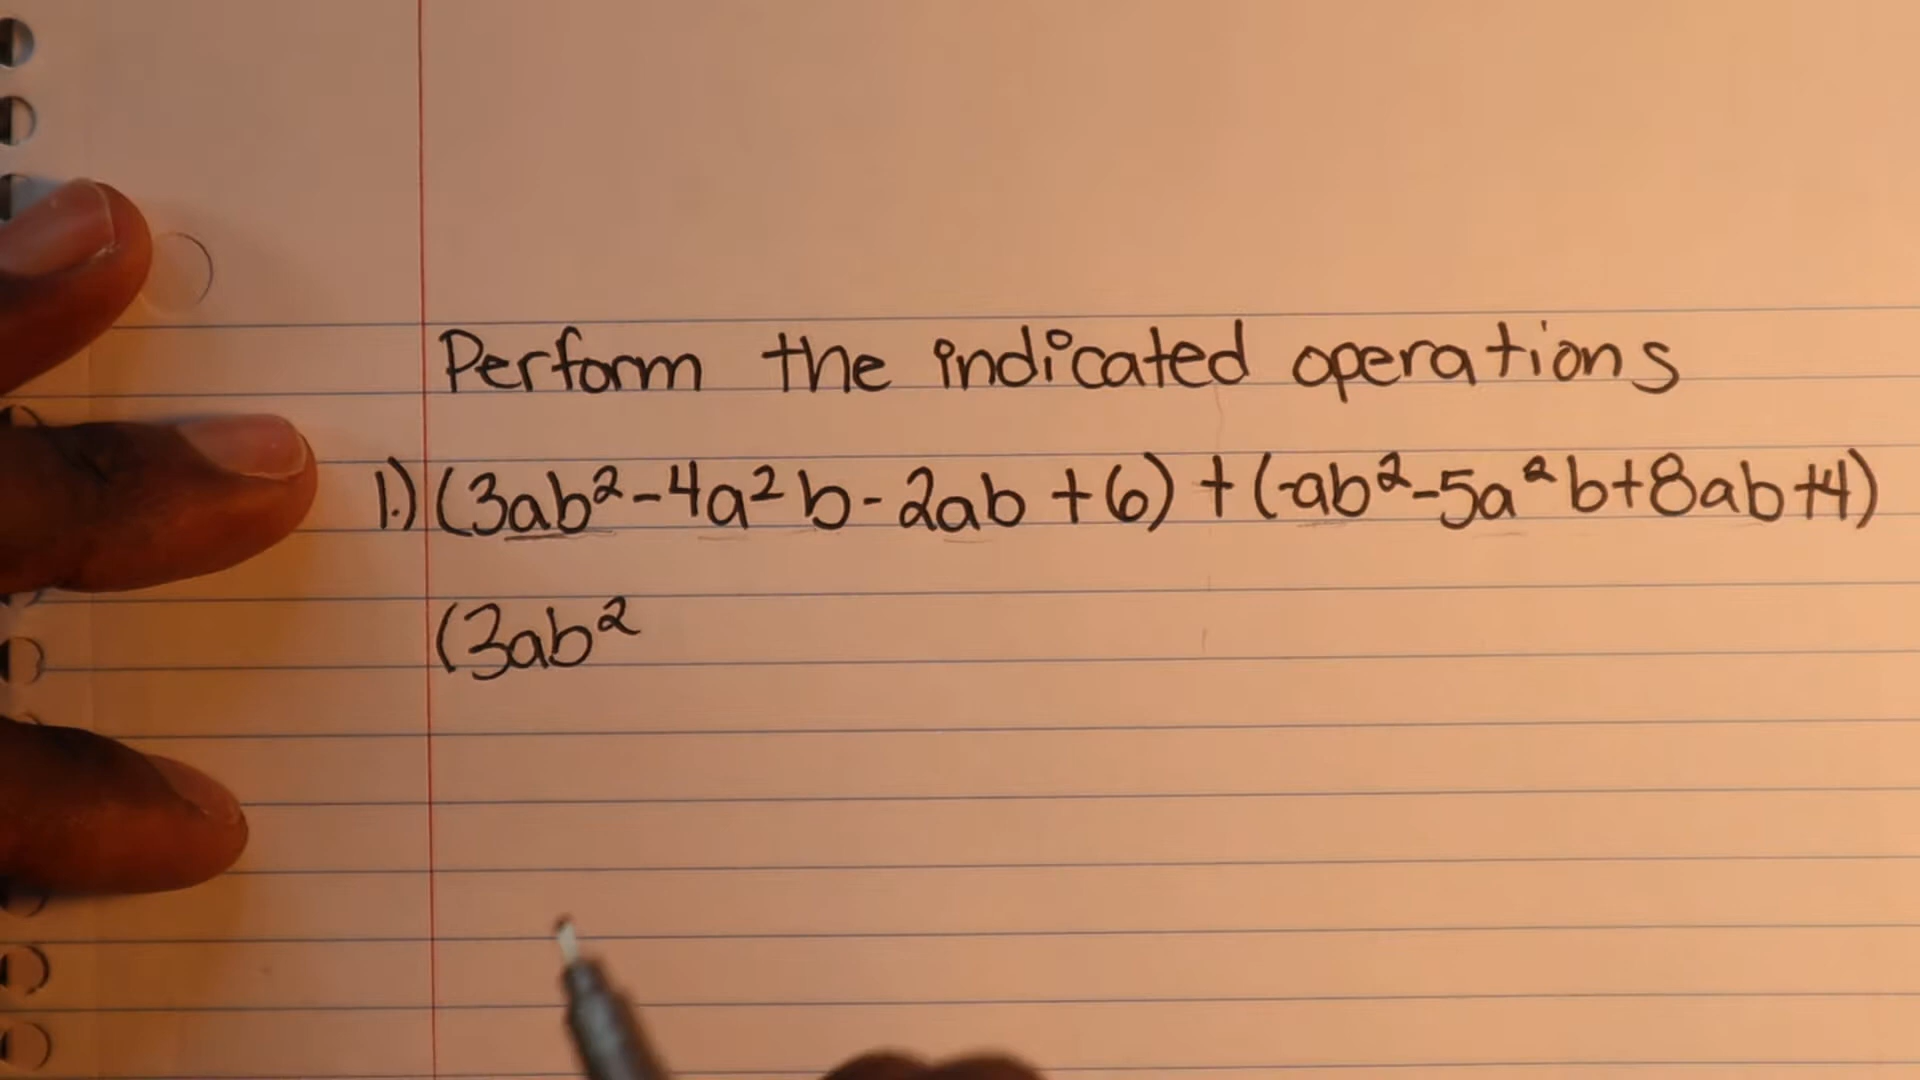 Perform the indicated operations
1.) (3ab² - 4a²b - 2ab + 6) + (-ab² - 5a²b + 8ab + 4)
(3ab²